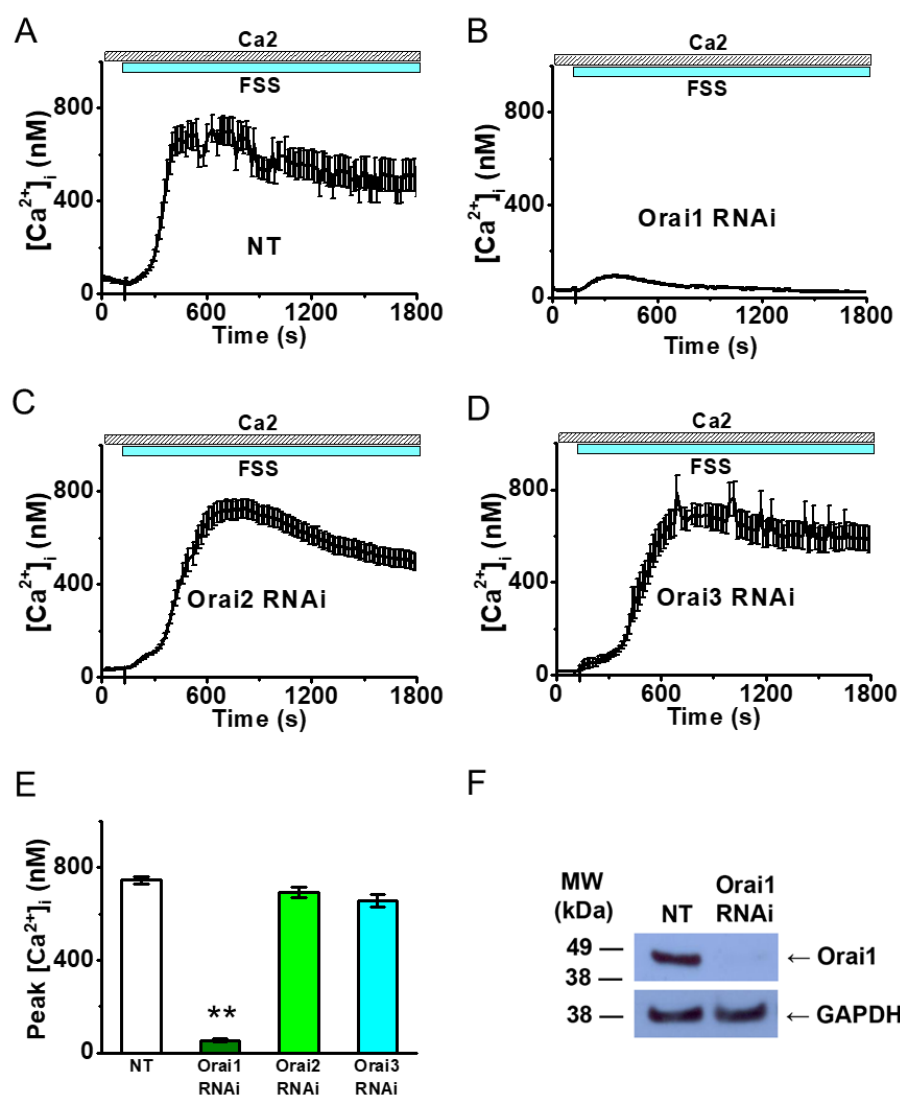 A
Ca2
FSS
800
400
0
[Ca²⁺]ᵢ (nM)
NT
0 600 1200 1800
Time (s)
B
Ca2
FSS
800
400
0
[Ca²⁺]ᵢ (nM)
Orai1 RNAi
0 600 1200 1800
Time (s)
C
Ca2
FSS
800
400
0
[Ca²⁺]ᵢ (nM)
Orai2 RNAi
0 600 1200 1800
Time (s)
D
Ca2
FSS
800
400
0
[Ca²⁺]ᵢ (nM)
Orai3 RNAi
0 600 1200 1800
Time (s)
E
800
400
0
Peak [Ca²⁺]ᵢ (nM)
**
NT Orai1 Orai2 Orai3
RNAi RNAi RNAi
F
MW Orai1
(kDa) NT RNAi
49 — ← Orai1
38 —
38 — ← GAPDH